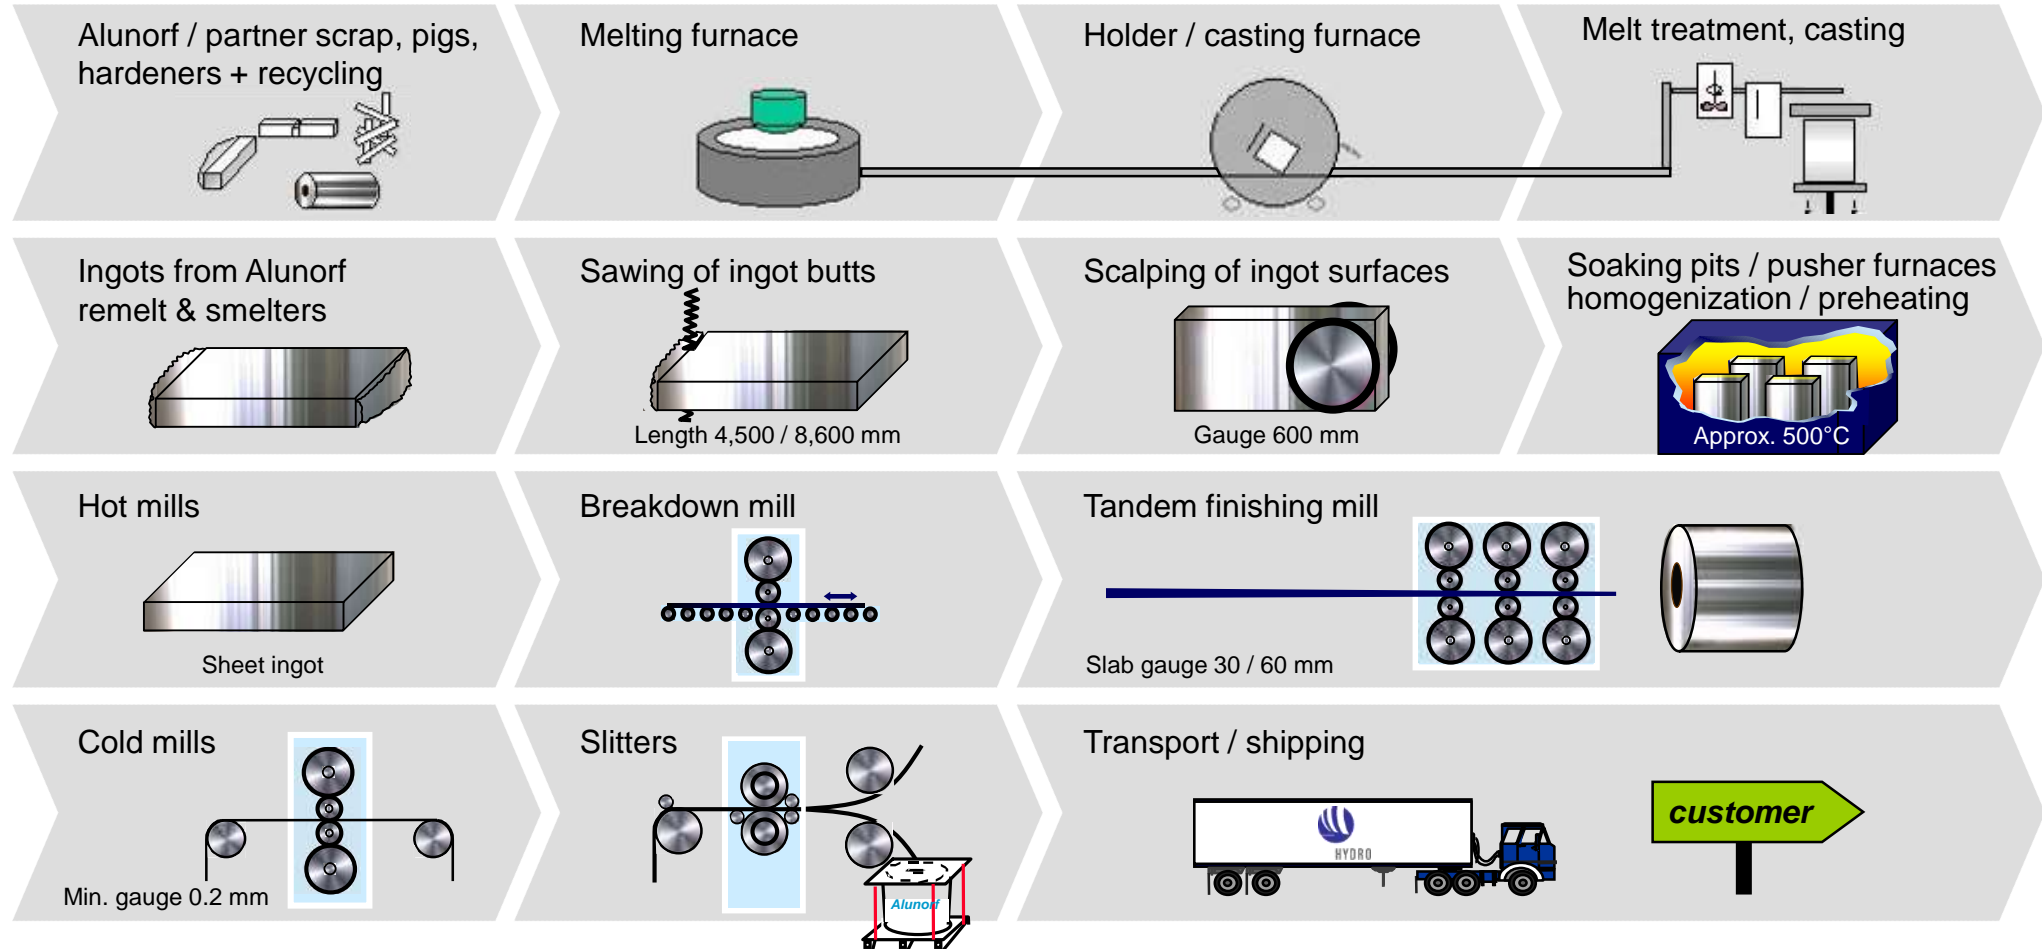 Alunorf / partner scrap, pigs,
hardeners + recycling
Melting furnace
Holder / casting furnace
Melt treatment, casting
Ingots from Alunorf
remelt & smelters
Sawing of ingot butts
Length 4,500 / 8,600 mm
Scalping of ingot surfaces
Gauge 600 mm
Soaking pits / pusher furnaces
homogenization / preheating
Approx. 500°C
Hot mills
Sheet ingot
Breakdown mill
Tandem finishing mill
Slab gauge 30 / 60 mm
Cold mills
Min. gauge 0.2 mm
Slitters
Alunorf
Transport / shipping
HYDRO
customer